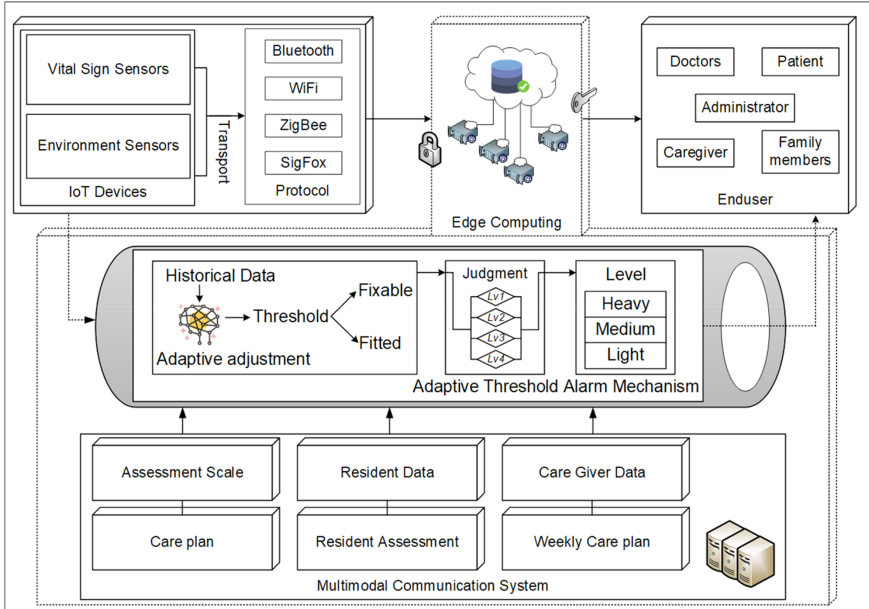 Vital Sign Sensors
Environment Sensors
IoT Devices
Transport
Bluetooth
WiFi
ZigBee
SigFox
Protocol
Edge Computing
Doctors
Patient
Administrator
Caregiver
Family
members
Enduser
Historical Data
Adaptive adjustment
Threshold
Fixable
Fitted
Judgment
Lv1
Lv2
Lv3
Lv4
Adaptive Threshold
Level
Heavy
Medium
Light
Alarm Mechanism
Assessment Scale
Resident Data
Care Giver Data
Care plan
Resident Assessment
Weekly Care plan
Multimodal Communication System